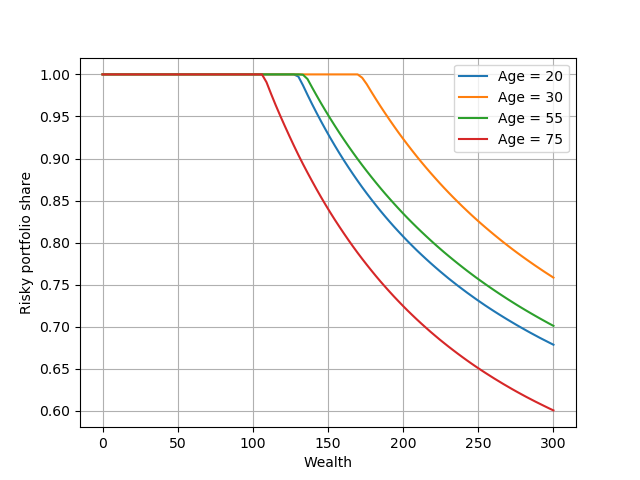 1.00
0.95
0.90
0.85
0.80
0.75
0.70
0.65
0.60
Risky portfolio share
Age = 20
Age = 30
Age = 55
Age = 75
0 50 100 150 200 250 300
Wealth